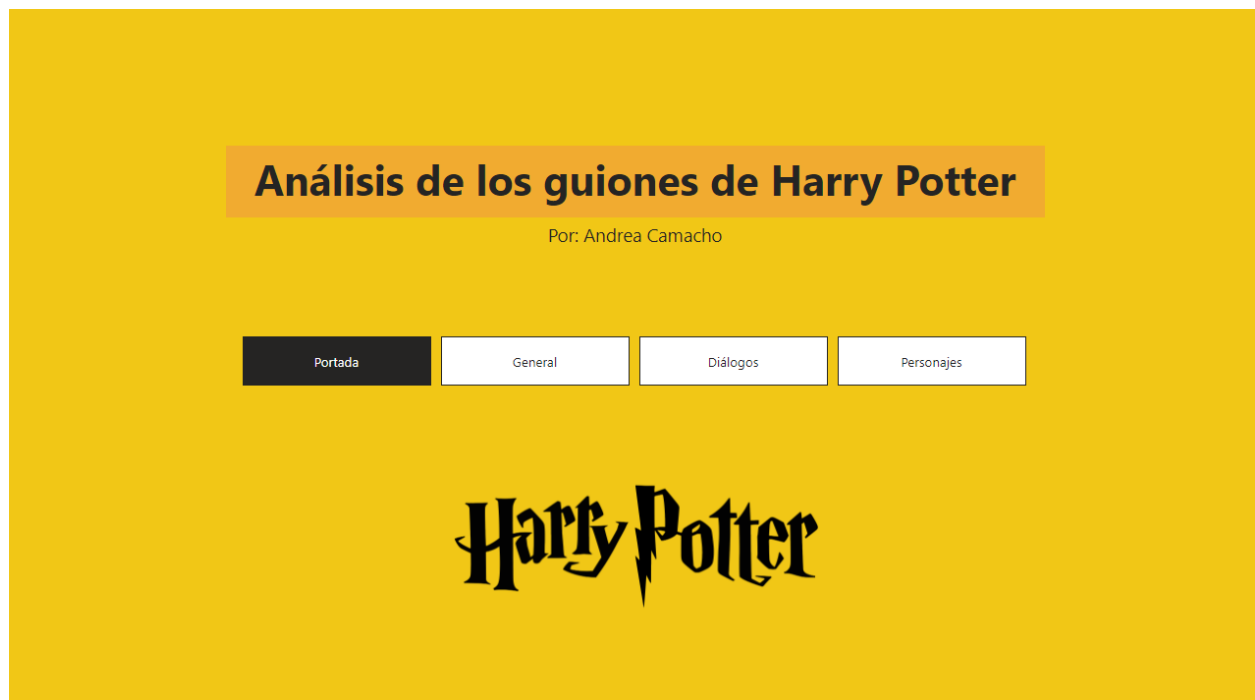 Análisis de los guiones de Harry Potter
Por: Andrea Camacho
Portada General Diálogos Personajes
Harry Potter